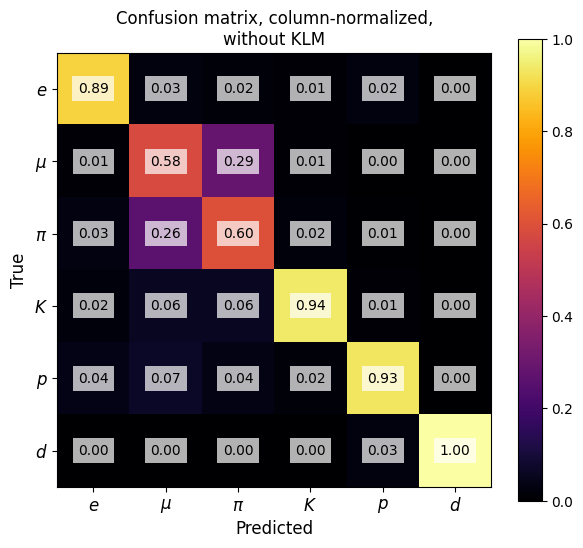 Confusion matrix, column-normalized,
without KLM
True
e 0.89 0.03 0.02 0.01 0.02 0.00
μ 0.01 0.58 0.29 0.01 0.00 0.00
π 0.03 0.26 0.60 0.02 0.01 0.00
K 0.02 0.06 0.06 0.94 0.01 0.00
p 0.04 0.07 0.04 0.02 0.93 0.00
d 0.00 0.00 0.00 0.00 0.03 1.00
e μ π K p d
Predicted
1.0
0.8
0.6
0.4
0.2
0.0